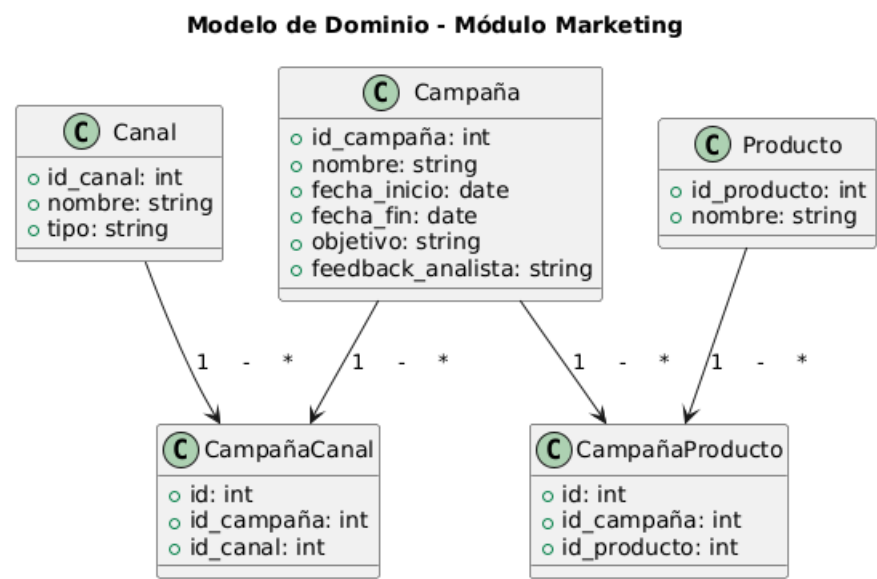 Modelo de Dominio - Módulo Marketing
C Canal
id_canal: int
nombre: string
tipo: string
C Campaña
id_campaña: int
nombre: string
fecha_inicio: date
fecha_fin: date
objetivo: string
feedback_analista: string
C Producto
id_producto: int
nombre: string
1 - *
1 - *
1 - *
1 - *
C CampañaCanal
id: int
id_campaña: int
id_canal: int
C CampañaProducto
id: int
id_campaña: int
id_producto: int